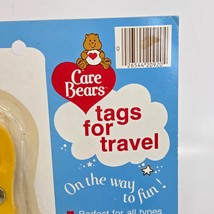 Care
Bears
tags
for
travel
On the way
to fun!
Perfect for all types